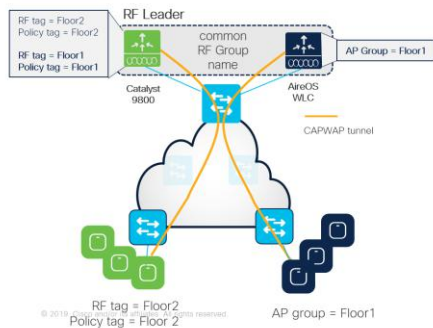 RF tag = Floor2
Policy tag = Floor2
RF tag = Floor1
Policy tag = Floor1
RF Leader
common
RF Group
name
AP Group = Floor1
Catalyst
9800
AireOS
WLC
CAPWAP tunnel
RF tag = Floor2
© 2019 Cisco and/or its affiliates. All rights reserved
Policy tag = Floor 2
AP group = Floor1